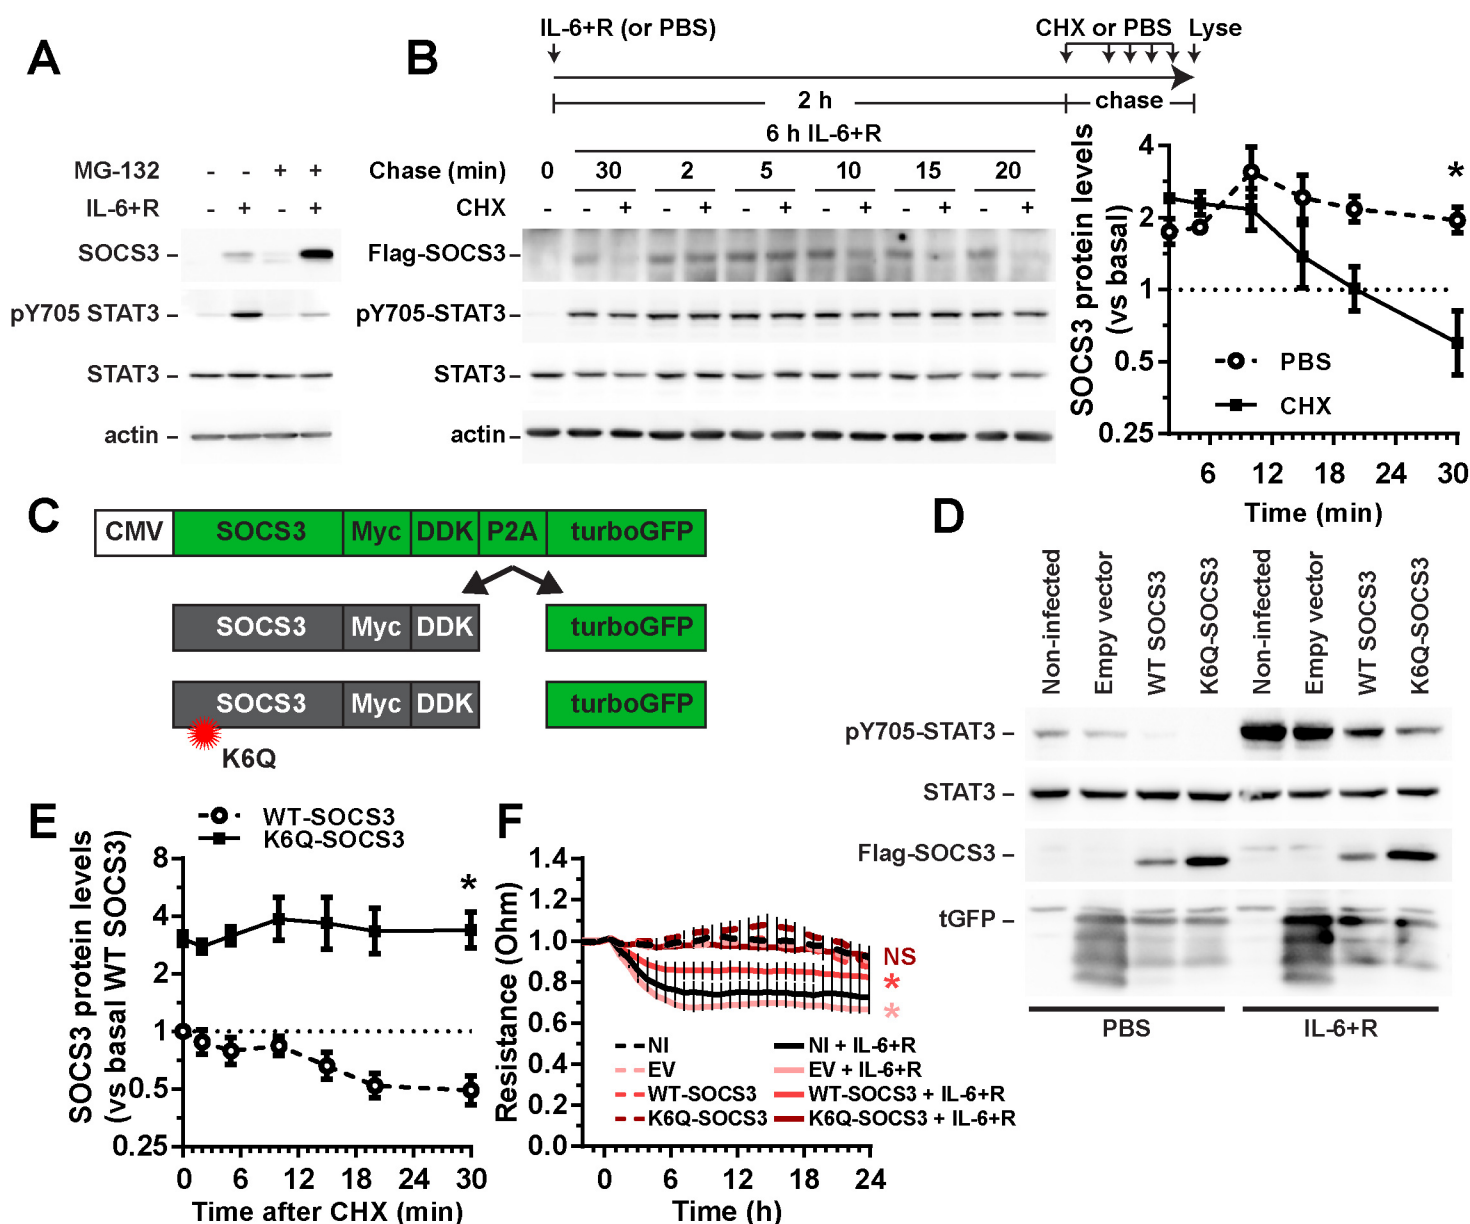 A
MG-132 - - + +
IL-6+R - + - +
SOCS3
pY705 STAT3
STAT3
actin
B
IL-6+R (or PBS)
CHX or PBS
Lyse
2 h
chase
6 h IL-6+R
Chase (min) 0 30 2 5 10 15 20
CHX - - + - + - + - + - + - +
Flag-SOCS3
pY705-STAT3
STAT3
actin
SOCS3 protein levels
(vs basal)
4
2
1
0.5
0.25
*
PBS
CHX
6 12 18 24 30
Time (min)
C
CMV SOCS3 Myc DDK P2A turboGFP
SOCS3 Myc DDK turboGFP
SOCS3 Myc DDK turboGFP
K6Q
D
Non-infected
Empy vector
WT SOCS3
K6Q-SOCS3
Non-infected
Empy vector
WT SOCS3
K6Q-SOCS3
pY705-STAT3
STAT3
Flag-SOCS3
tGFP
PBS
IL-6+R
E
WT-SOCS3
K6Q-SOCS3
SOCS3 protein levels
(vs basal WT SOCS3)
8
4
2
1
0.5
0.25
*
0 6 12 18 24 30
Time after CHX (min)
F
Resistance (Ohm)
1.4
1.2
1.0
0.8
0.6
0.4
0.2
0.0
NS
*
*
NI
EV
WT-SOCS3
K6Q-SOCS3
NI + IL-6+R
EV + IL-6+R
WT-SOCS3 + IL-6+R
K6Q-SOCS3 + IL-6+R
0 6 12 18 24
Time (h)